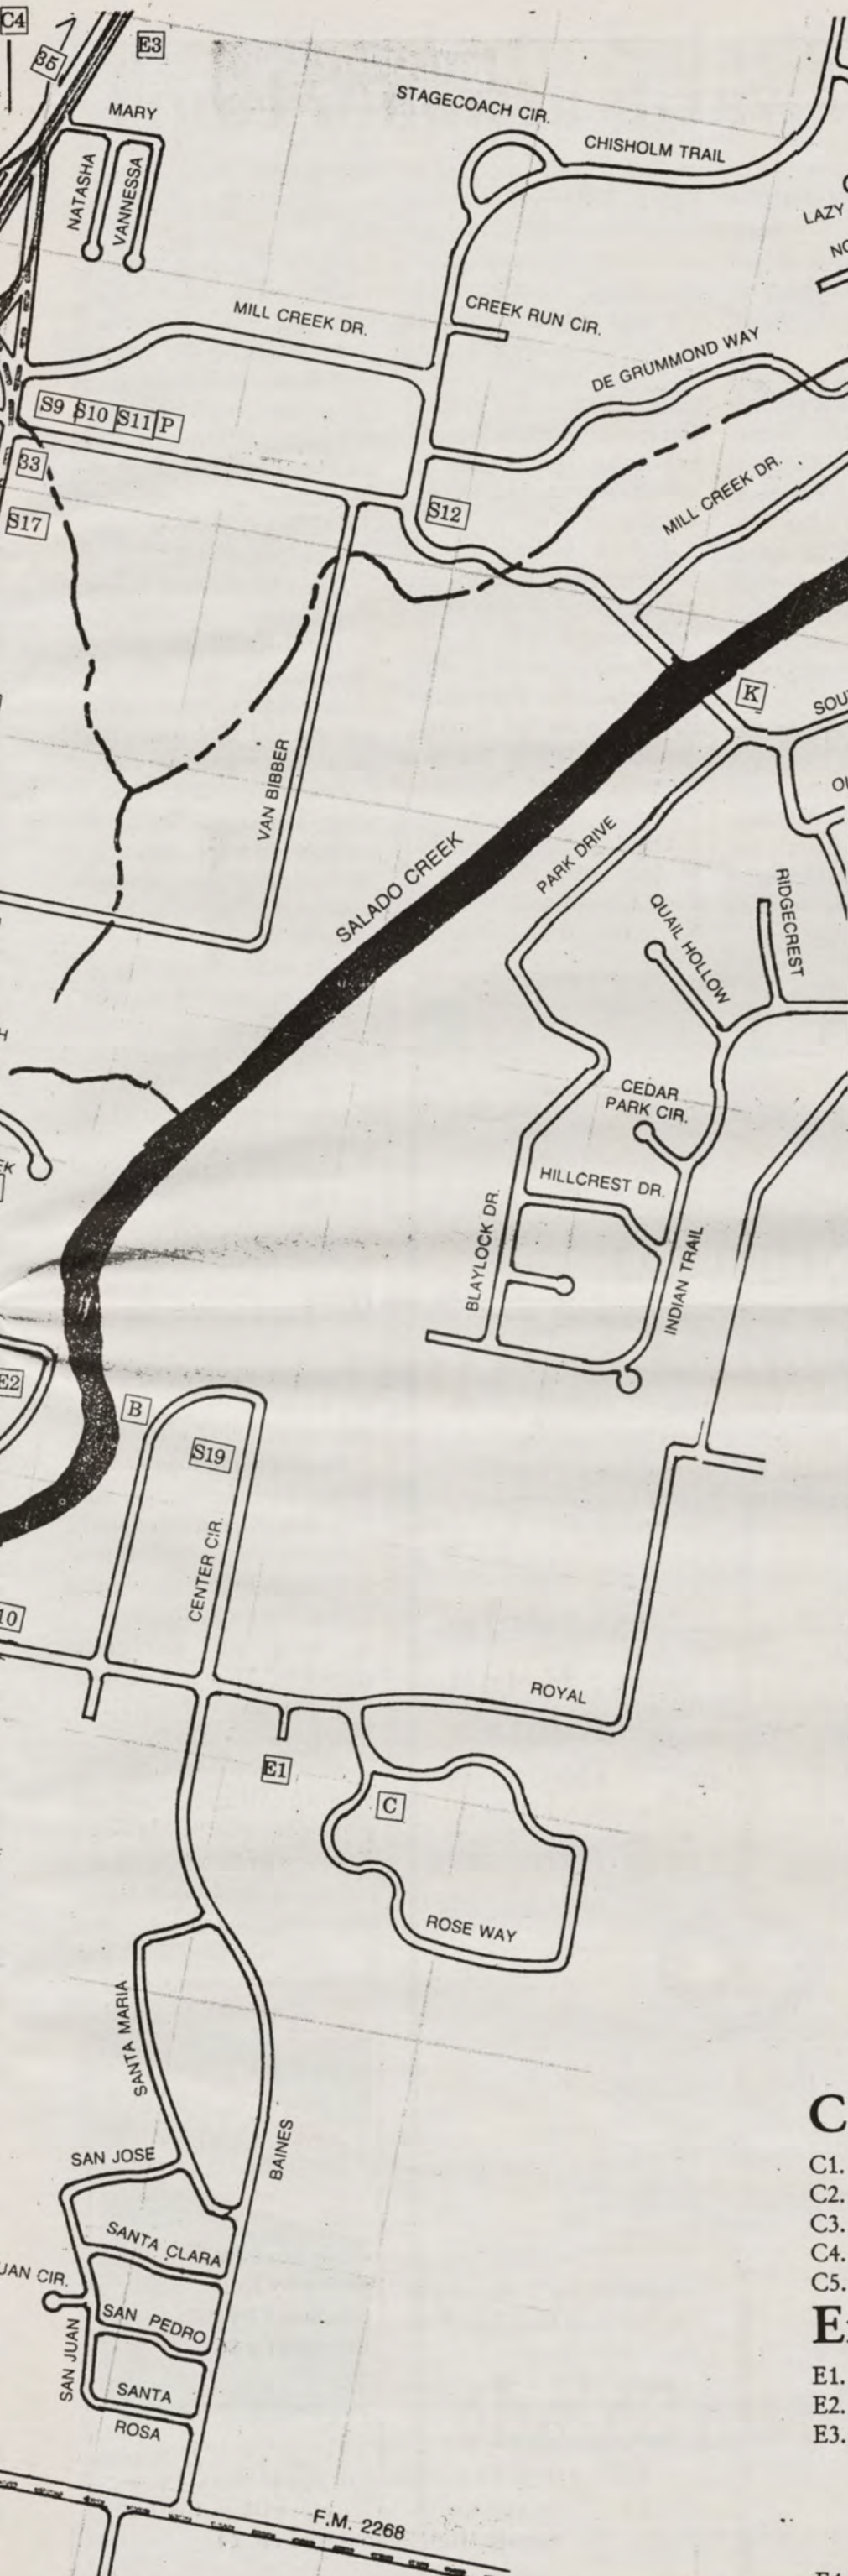 C4
35
E3
MARY
STAGECOACH CIR.
CHISHOLM TRAIL
NATASHA
VANNESSA
LAZY
MILL CREEK DR.
CREEK RUN CIR.
DE GRUMMOND WAY
S9 S10 S11 P
33
S12
MILL CREEK DR.
S17
K
VAN BIBBER
SALADO CREEK
PARK DRIVE
QUAIL HOLLOW
RIDGECREST
CEDAR
PARK CIR.
HILLCREST DR.
BLAYLOCK DR.
INDIAN TRAIL
E2
B
S19
CENTER CIR.
10
ROYAL
E1
C
ROSE WAY
SANTA MARIA
BAINES
SAN JOSE
SANTA CLARA
UAN CIR.
SAN PEDRO
SAN JUAN
SANTA
ROSA
F.M. 2268
C
C1.
C2.
C3.
C4.
C5.
E
E1.
E2.
E3.